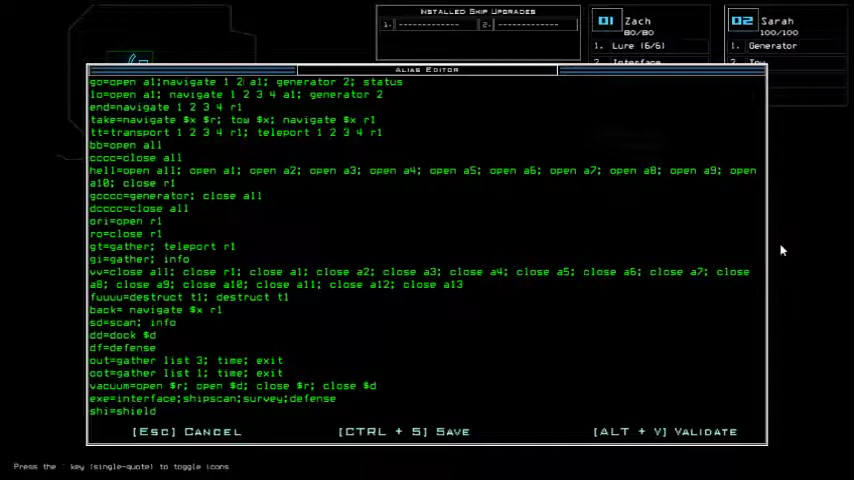 Installed Ship Upgrades
1. ------------- 2. -------------
01 Zach
80/80
1. Lure (6/6)
2. Interface
02 Sarah
100/100
1. Generator
2. Tow
Alias Editor
go=open a1;navigate 1 2 a1; generator 2; status
lo=open a1; navigate 1 2 3 4 a1; generator 2
end=navigate 1 2 3 4 r1
take=navigate $x $r; tow $x; navigate $x r1
tt=transport 1 2 3 4 r1; teleport 1 2 3 4 r1
bb=open all
cccc=close all
hell=open all; open a1; open a2; open a3; open a4; open a5; open a6; open a7; open a8; open a9; open
a10; close r1
gcccc=generator; close all
dcccc=close all
ori=open r1
ro=close r1
gt=gather; teleport r1
gi=gather; info
vv=close all; close r1; close a1; close a2; close a3; close a4; close a5; close a6; close a7; close
a8; close a9; close a10; close a11; close a12; close a13
fuuuu=destruct t1; destruct t1
back= navigate $x r1
sd=scan; info
dd=dock $d
df=defense
out=gather list 3; time; exit
oot=gather list 1; time; exit
vacuum=open $r; open $d; close $r; close $d
exe=interface;shipscan;survey;defense
shi=shield
[Esc] Cancel
[CTRL + S] Save
[ALT + V] Validate
Press the ` key (single-quote) to toggle icons